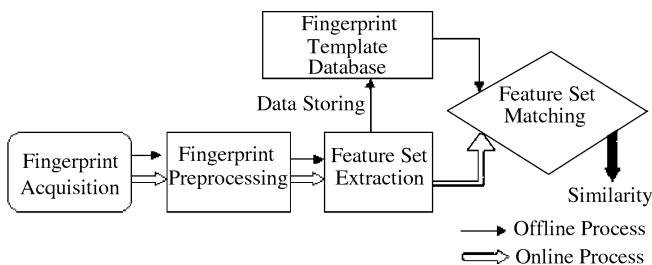 Fingerprint
Template
Database
Data Storing
Feature Set
Matching
Fingerprint
Acquisition
Fingerprint
Preprocessing
Feature Set
Extraction
Similarity
Offline Process
Online Process